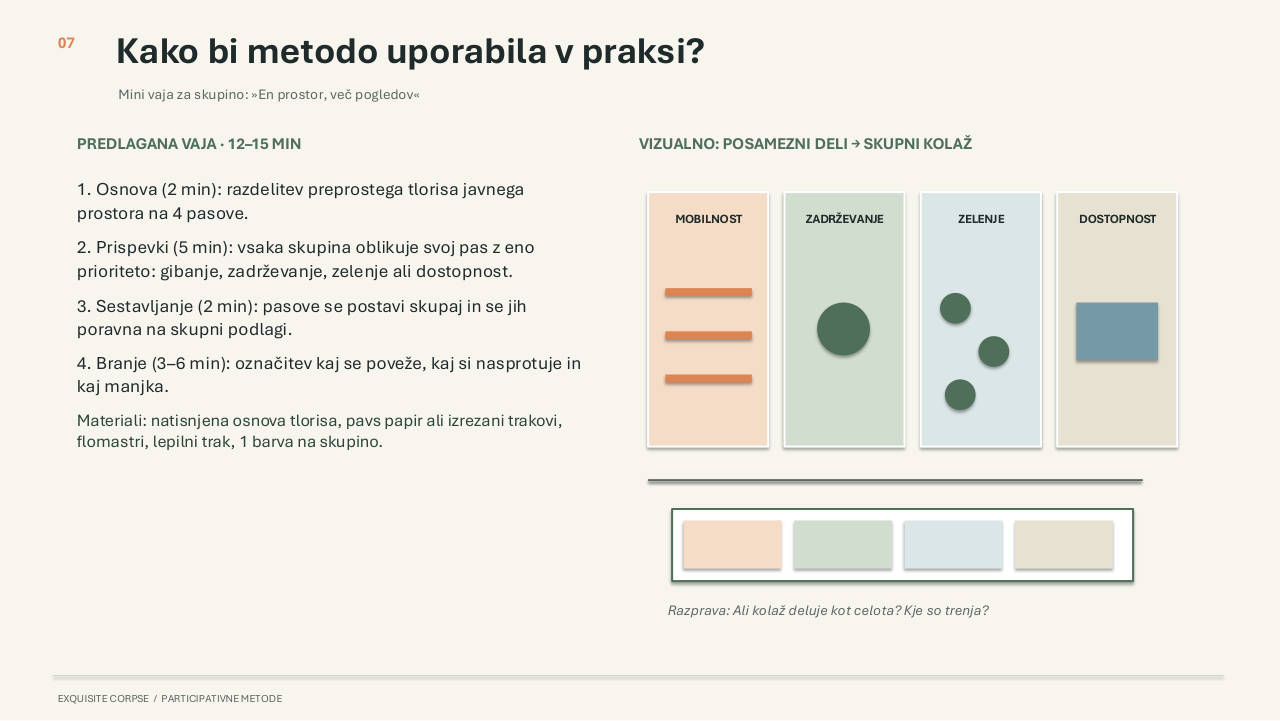 07
Kako bi metodo uporabila v praksi?
Mini vaja za skupino: »En prostor, več pogledov«
PREDLAGANA VAJA · 12–15 MIN
1. Osnova (2 min): razdelitev preprostega tlorisa javnega
prostora na 4 pasove.
2. Prispevki (5 min): vsaka skupina oblikuje svoj pas z eno
prioriteto: gibanje, zadrževanje, zelenje ali dostopnost.
3. Sestavljanje (2 min): pasove se postavi skupaj in se jih
poravna na skupni podlagi.
4. Branje (3–6 min): označitev kaj se poveže, kaj si nasprotuje in
kaj manjka.
Materiali: natisnjena osnova tlorisa, pavs papir ali izrezani trakovi,
flomastri, lepilni trak, 1 barva na skupino.
VIZUALNO: POSAMEZNI DELI → SKUPNI KOLAŽ
MOBILNOST
ZADRŽEVANJE
ZELENJE
DOSTOPNOST
Razprava: Ali kolaž deluje kot celota? Kje so trenja?
EXQUISITE CORPSE / PARTICIPATIVNE METODE